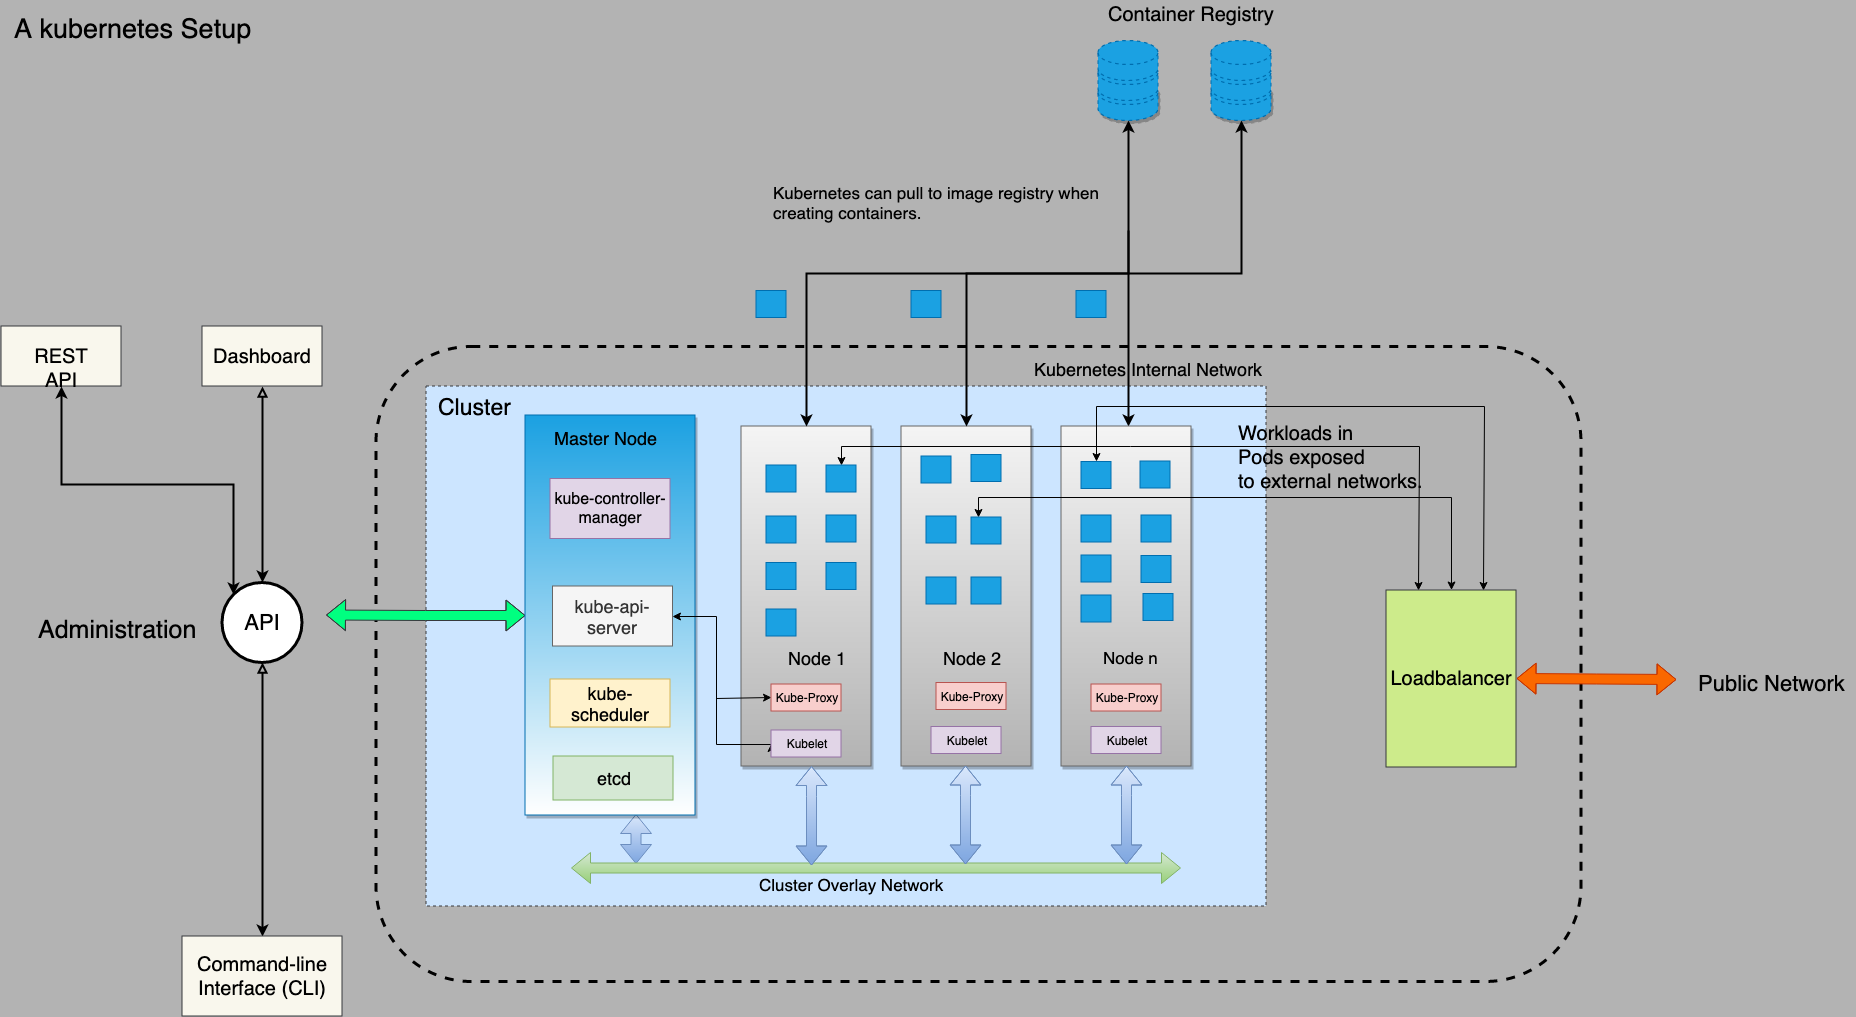 A kubernetes Setup
Container Registry
Kubernetes can pull to image registry when
creating containers.
REST
API
Dashboard
Kubernetes Internal Network
Cluster
Master Node
kube-controller-
manager
kube-api-
server
kube-
scheduler
etcd
Workloads in
Pods exposed
to external networks.
API
Administration
Node 1
Kube-Proxy
Kubelet
Node 2
Kube-Proxy
Kubelet
Node n
Kube-Proxy
Kubelet
Loadbalancer
Public Network
Cluster Overlay Network
Command-line
Interface (CLI)